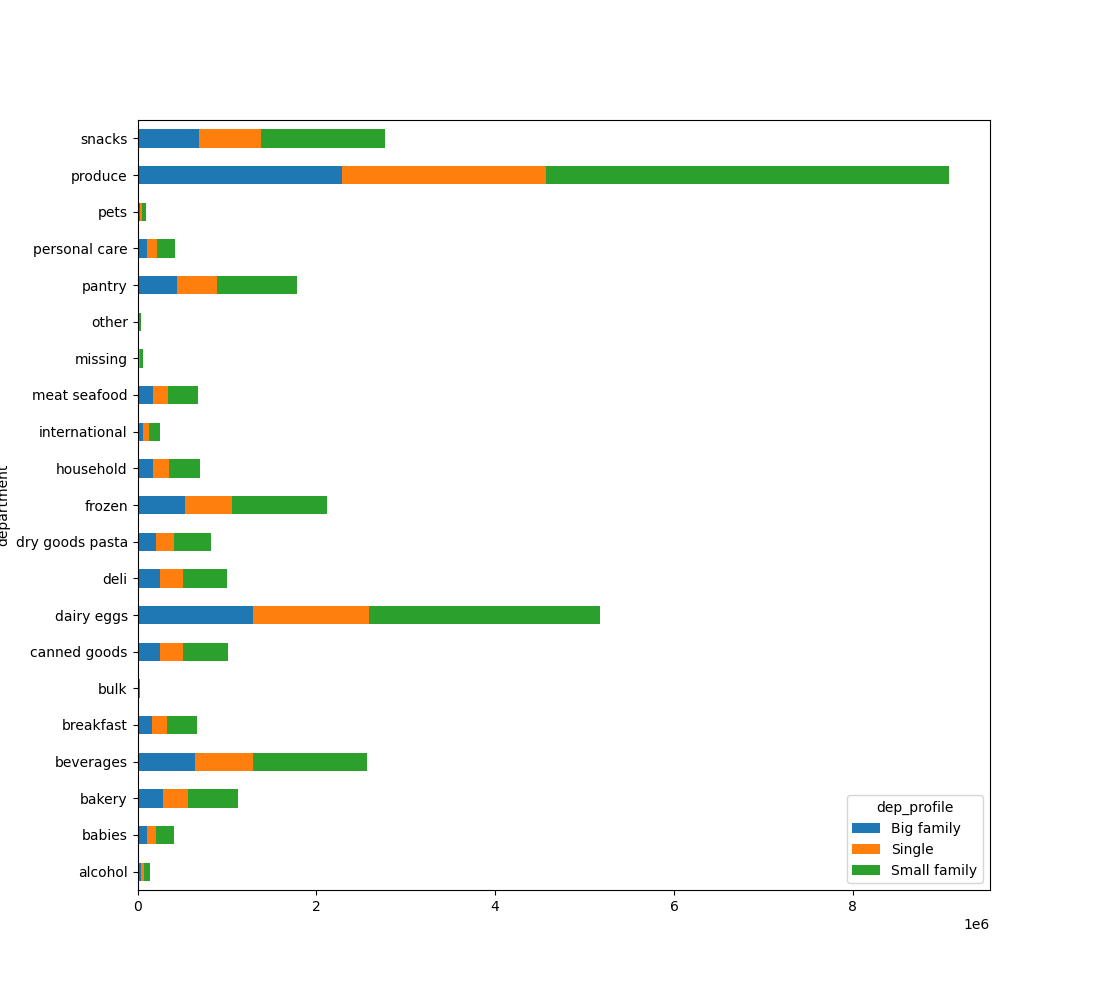 snacks
produce
pets
personal care
pantry
other
missing
meat seafood
international
household
frozen
dry goods pasta
deli
dairy eggs
canned goods
bulk
breakfast
beverages
bakery
babies
alcohol
department
dep_profile
Big family
Single
Small family
0 2 4 6 8
1e6